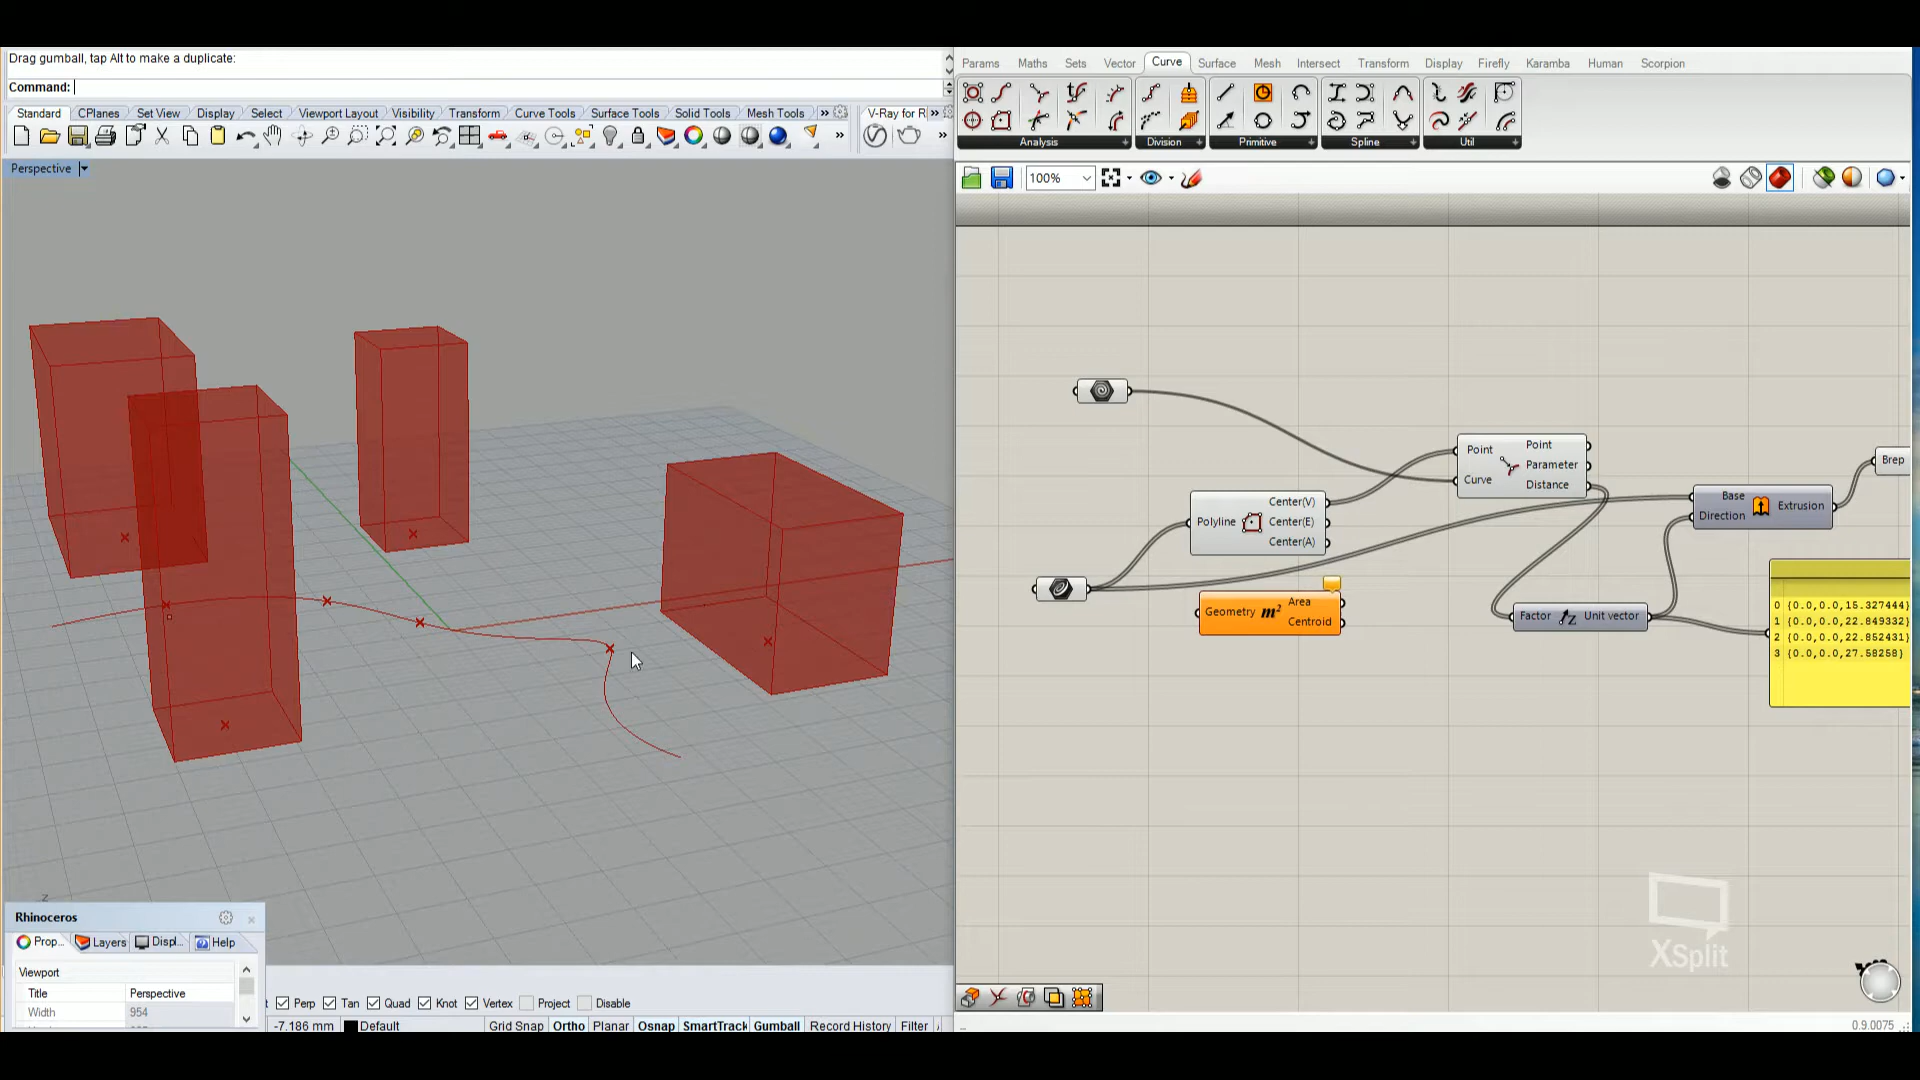 Drag gumball, tap Alt to make a duplicate:
Command:
Standard CPlanes Set View Display Select Viewport Layout Visibility Transform Curve Tools Surface Tools Solid Tools Mesh Tools » V-Ray for R »
Perspective
Params Maths Sets Vector Curve Surface Mesh Intersect Transform Display Firefly Karamba Human Scorpion
Analysis Division Primitive Spline Util
100%
Point Point
Parameter
Curve Distance
Polyline Center(V)
Center(E)
Center(A)
Geometry m² Area
Centroid
Base Extrusion
Direction
Brep
Factor Unit vector
0 {0.0,0.0,15.327444}
1 {0.0,0.0,22.849332}
2 {0.0,0.0,22.852431}
3 {0.0,0.0,27.58258}
z
Rhinoceros
Prop... Layers Displ... Help
Viewport
Title Perspective
Width 954
Perp Tan Quad Knot Vertex Project Disable
-7.186 mm Default Grid Snap Ortho Planar Osnap SmartTrack Gumball Record History Filter
XSplit
0.9.0075